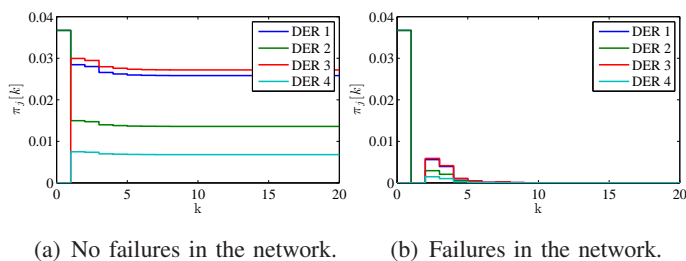 0.04
0.03
0.02
0.01
0
π_j[k]
0
5
10
15
20
k
DER 1
DER 2
DER 3
DER 4
(a) No failures in the network.
0.04
0.03
0.02
0.01
0
π_j[k]
0
5
10
15
20
k
DER 1
DER 2
DER 3
DER 4
(b) Failures in the network.